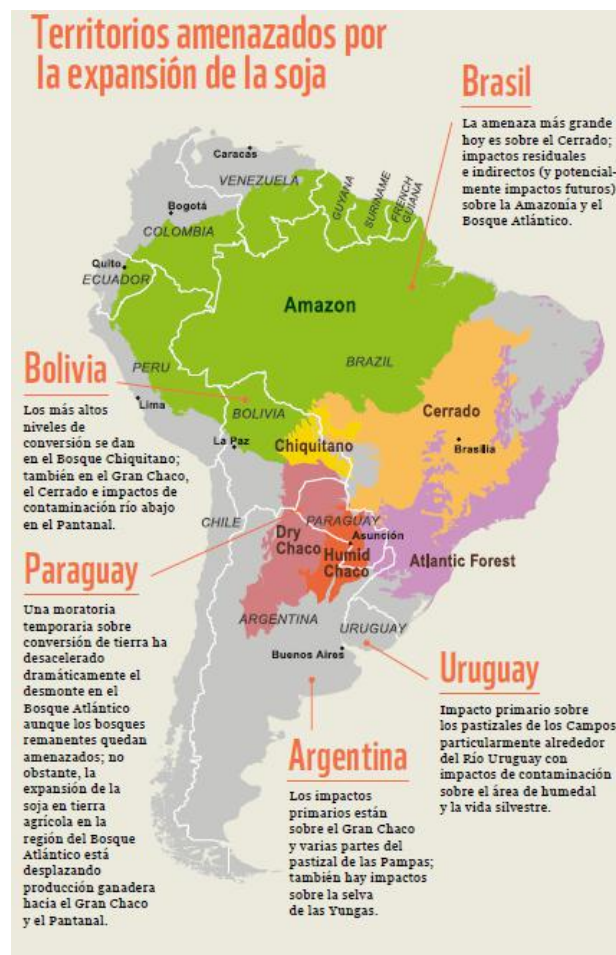 Territorios amenazados por
la expansión de la soja
Brasil
La amenaza más grande
hoy es sobre el Cerrado;
impactos residuales
e indirectos (y potencial-
mente impactos futuros)
sobre la Amazonía y el
Bosque Atlántico.
Caracas
VENEZUELA
GUYANA
SURINAME
FRENCH
GUIANA
Bogotá
COLOMBIA
Quito
ECUADOR
Amazon
PERU
BRAZIL
Lima
BOLIVIA
La Paz
Cerrado
Brasilia
Chiquitano
CHILE
PARAGUAY
Asunción
Dry
Chaco
Humid
Chaco
Atlantic Forest
ARGENTINA
URUGUAY
Buenos Aires
Bolivia
Los más altos
niveles de
conversión se dan
en el Bosque Chiquitano;
también en el Gran Chaco,
el Cerrado e impactos de
contaminación río abajo
en el Pantanal.
Paraguay
Una moratoria
temporaria sobre
conversión de tierra ha
desacelerado
dramáticamente el
desmonte en el
Bosque Atlántico
aunque los bosques
remanentes quedan
amenazados; no
obstante, la
expansión de la
soja en tierra
agrícola en la
región del Bosque
Atlántico está
desplazando
producción ganadera
hacia el Gran Chaco
y el Pantanal.
Argentina
Los impactos
primarios están
sobre el Gran Chaco
y varias partes del
pastizal de las Pampas;
también hay impactos
sobre la selva
de las Yungas.
Uruguay
Impacto primario sobre
los pastizales de los Campos
particularmente alrededor
del Río Uruguay con
impactos de contaminación
sobre el área de humedal
y la vida silvestre.